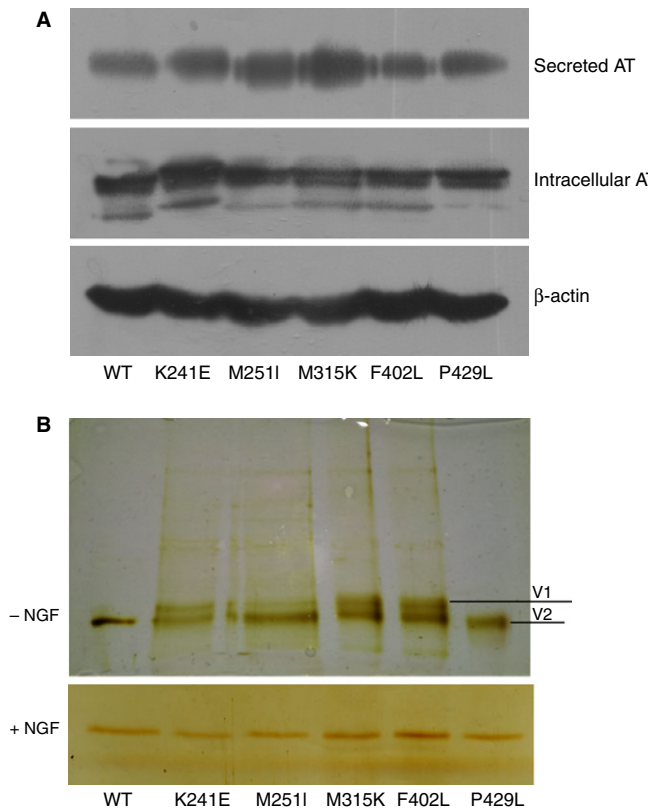 A
Secreted AT
Intracellular AT
β-actin
WT K241E M251I M315K F402L P429L
B
V1
V2
– NGF
+ NGF
WT K241E M251I M315K F402L P429L